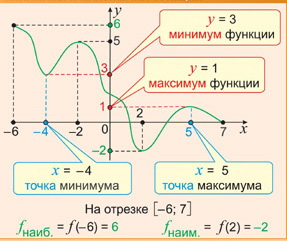 y
6
5
y = 3
минимум функции
3
y = 1
максимум функции
1
2
-6
-4
-2
0
5
7
x
-2
x = -4
точка минимума
x = 5
точка максимума
На отрезке [-6; 7]
fнаиб. = f(-6) = 6
fнаим. = f(2) = -2